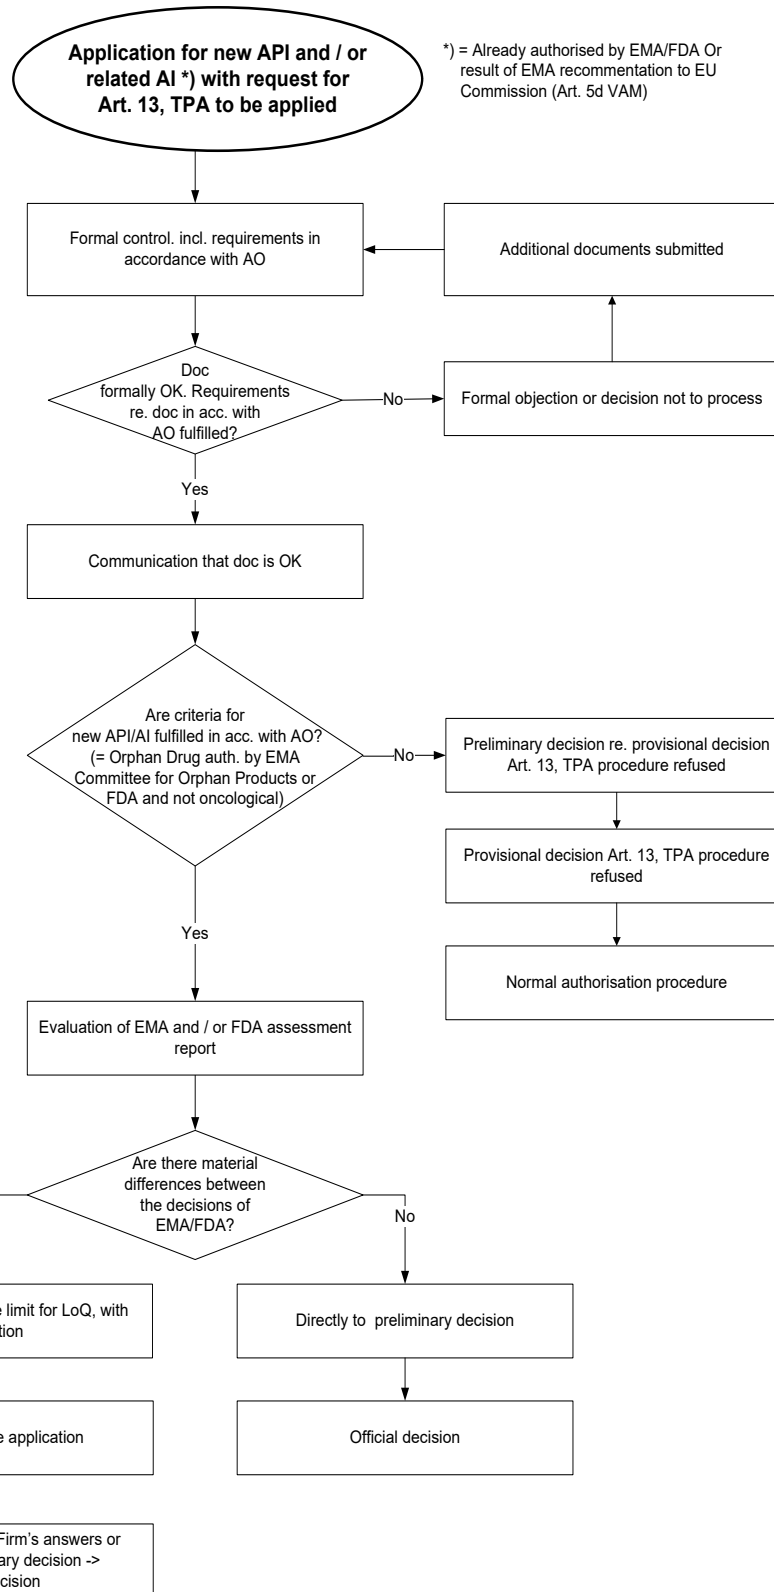 Application for new API and / or
related AI *) with request for
Art. 13, TPA to be applied
*) = Already authorised by EMA/FDA Or
result of EMA recommentation to EU
Commission (Art. 5d VAM)
Formal control. incl. requirements in
accordance with AO
Additional documents submitted
Doc
formally OK. Requirements
re. doc in acc. with
AO fulfilled?
No
Formal objection or decision not to process
Yes
Communication that doc is OK
Are criteria for
new API/AI fulfilled in acc. with AO?
(= Orphan Drug auth. by EMA
Committee for Orphan Products or
FDA and not oncological)
No
Preliminary decision re. provisional decision
Art. 13, TPA procedure refused
Provisional decision Art. 13, TPA procedure
refused
Normal authorisation procedure
Yes
Evaluation of EMA and / or FDA assessment
report
Are there material
differences between
the decisions of
EMA/FDA?
No
limit for LoQ, with
Directly to preliminary decision
application
Official decision
Firm's answers or
decision ->